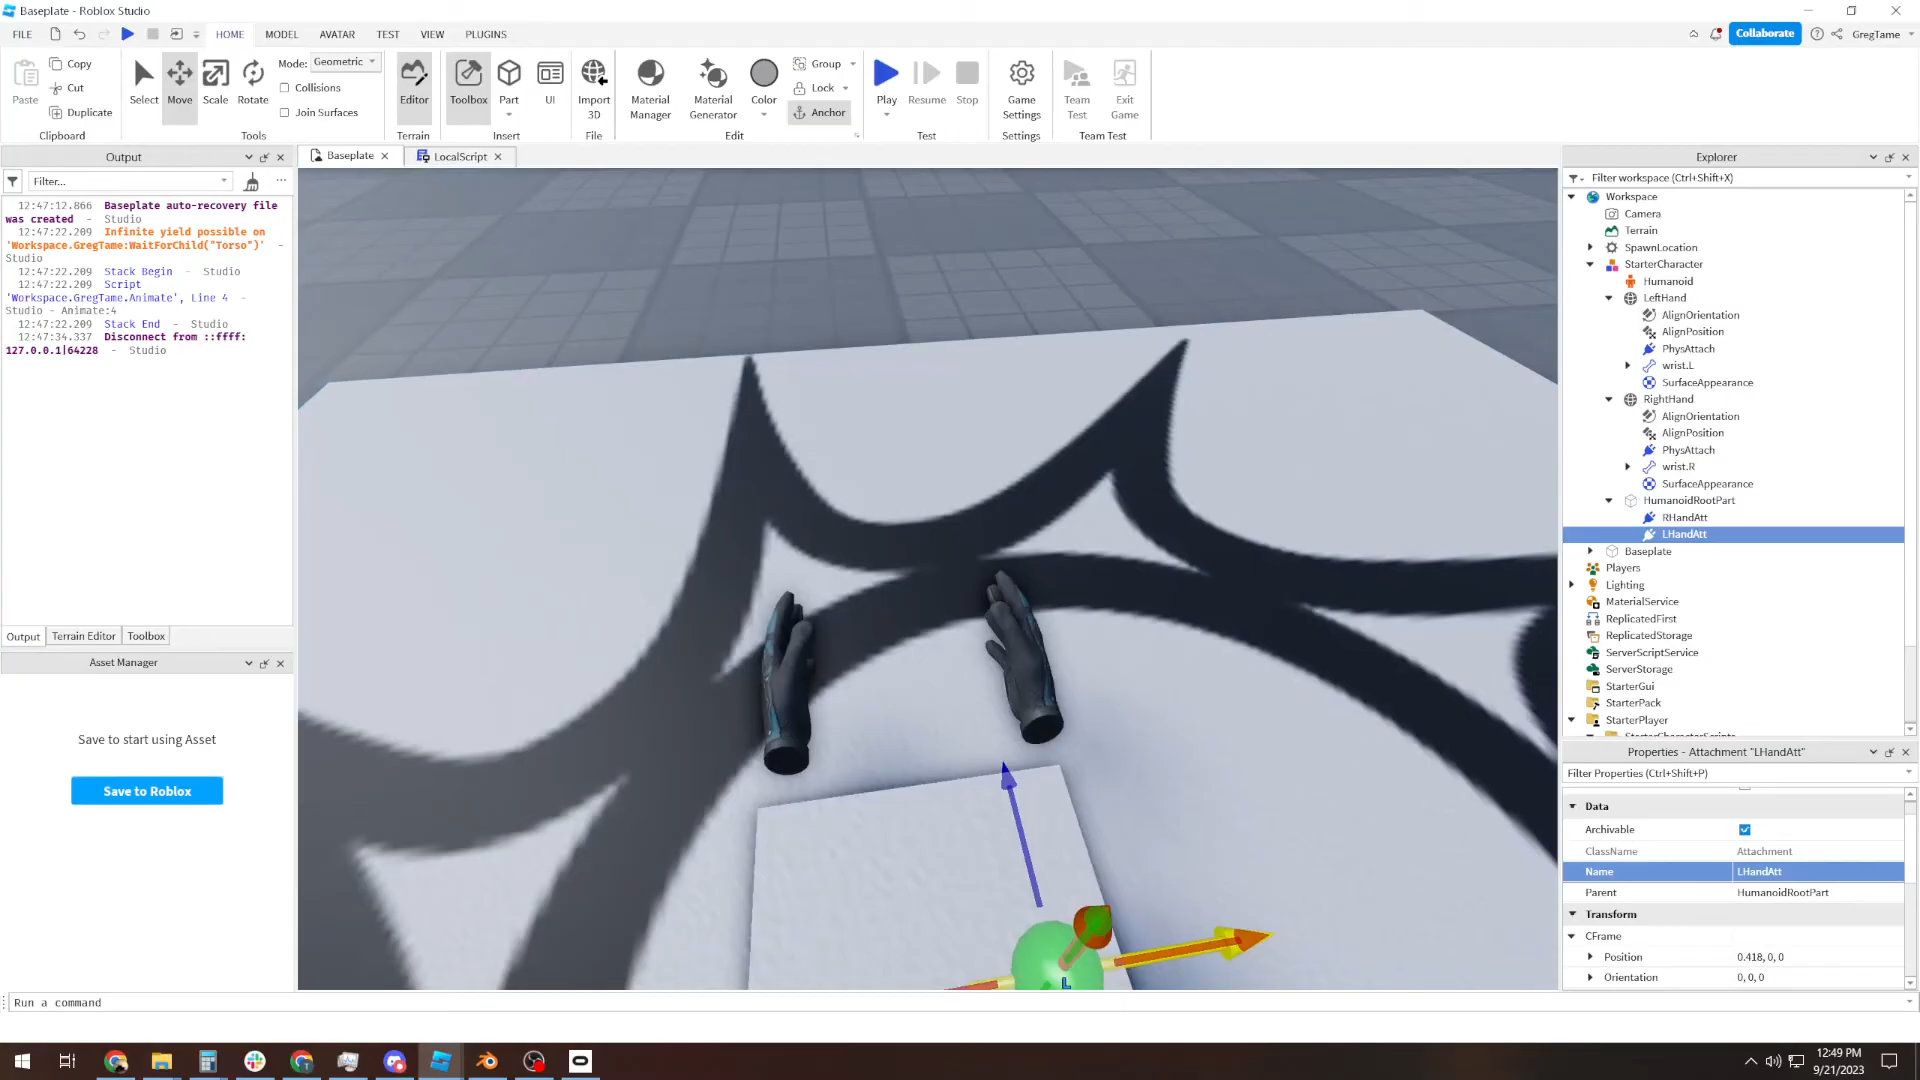 Baseplate - Roblox Studio
FILE HOME MODEL AVATAR TEST VIEW PLUGINS Collaborate GregTame
Paste Copy Cut Duplicate Clipboard
Select Move Scale Rotate Mode: Geometric Collisions Join Surfaces Tools
Editor Terrain
Toolbox Part UI Insert
Import 3D File
Material Manager Material Generator Color Group Lock Anchor Edit
Play Resume Stop Test
Game Settings Settings
Team Test Exit Game Team Test
Output
Filter...
12:47:12.866 Baseplate auto-recovery file
was created - Studio
12:47:22.209 Infinite yield possible on
'Workspace.GregTame:WaitForChild("Torso")' -
Studio
12:47:22.209 Stack Begin - Studio
12:47:22.209 Script
'Workspace.GregTame.Animate', Line 4 -
Studio - Animate:4
12:47:22.209 Stack End - Studio
12:47:34.337 Disconnect from ::ffff:
127.0.0.1|64228 - Studio
Output Terrain Editor Toolbox
Asset Manager
Save to start using Asset
Save to Roblox
Baseplate LocalScript
L
Explorer
Filter workspace (Ctrl+Shift+X)
Workspace
Camera
Terrain
SpawnLocation
StarterCharacter
Humanoid
LeftHand
AlignOrientation
AlignPosition
PhysAttach
wrist.L
SurfaceAppearance
RightHand
AlignOrientation
AlignPosition
PhysAttach
wrist.R
SurfaceAppearance
HumanoidRootPart
RHandAtt
LHandAtt
Baseplate
Players
Lighting
MaterialService
ReplicatedFirst
ReplicatedStorage
ServerScriptService
ServerStorage
StarterGui
StarterPack
StarterPlayer
StarterCharacterScripts
Properties - Attachment "LHandAtt"
Filter Properties (Ctrl+Shift+P)
Data
Archivable
ClassName Attachment
Name LHandAtt
Parent HumanoidRootPart
Transform
CFrame
Position 0.418, 0, 0
Orientation 0, 0, 0
Run a command
12:49 PM
9/21/2023